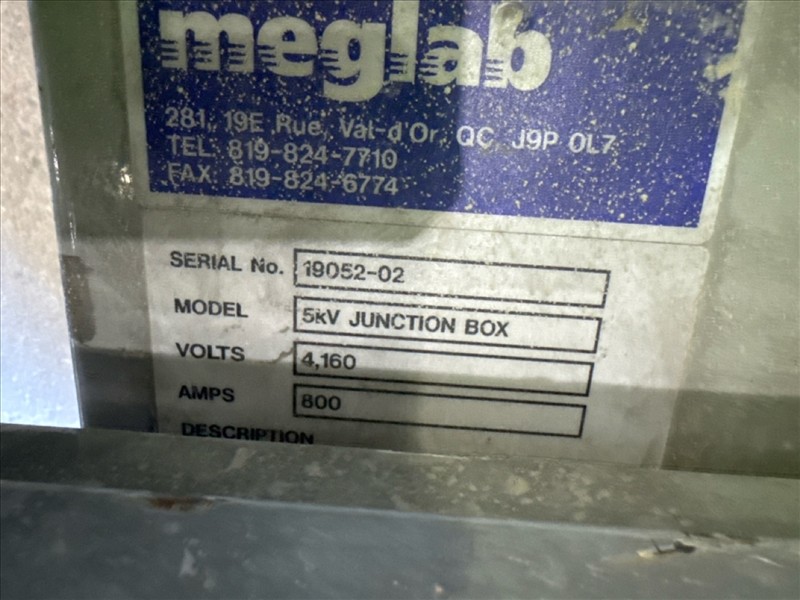 meglab
281, 19E Rue, Val-d'Or, QC, J9P 0L7
TEL: 819-824-7710
FAX: 819-824-6774
SERIAL No. 19052-02
MODEL 5kV JUNCTION BOX
VOLTS 4,160
AMPS 800
DESCRIPTION